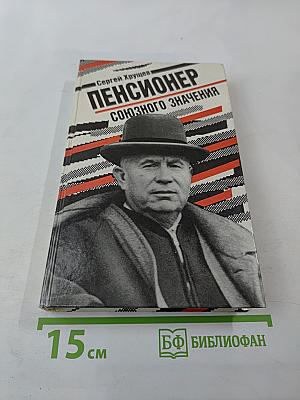 Сергей Хрущев
ПЕНСИОНЕР
СОЮЗНОГО ЗНАЧЕНИЯ
15 см
БФ БИБЛИОФАН